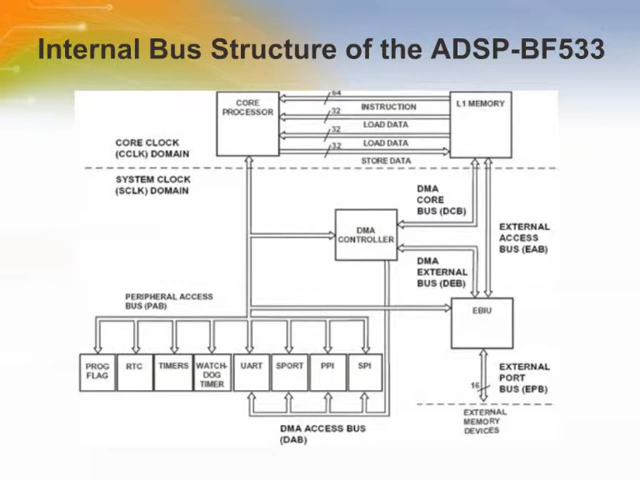 Internal Bus Structure of the ADSP-BF533
CORE
PROCESSOR
64
INSTRUCTION
32
LOAD DATA
32
LOAD DATA
32
STORE DATA
L1 MEMORY
CORE CLOCK
(CCLK) DOMAIN
SYSTEM CLOCK
(SCLK) DOMAIN
DMA
CORE
BUS (DCB)
DMA
CONTROLLER
EXTERNAL
ACCESS
BUS (EAB)
DMA
EXTERNAL
BUS (DEB)
PERIPHERAL ACCESS
BUS (PAB)
EBIU
PROG
FLAG
RTC
TIMERS
WATCH-
DOG
TIMER
UART
SPORT
PPI
SPI
EXTERNAL
PORT
BUS (EPB)
16
DMA ACCESS BUS
(DAB)
EXTERNAL
MEMORY
DEVICES